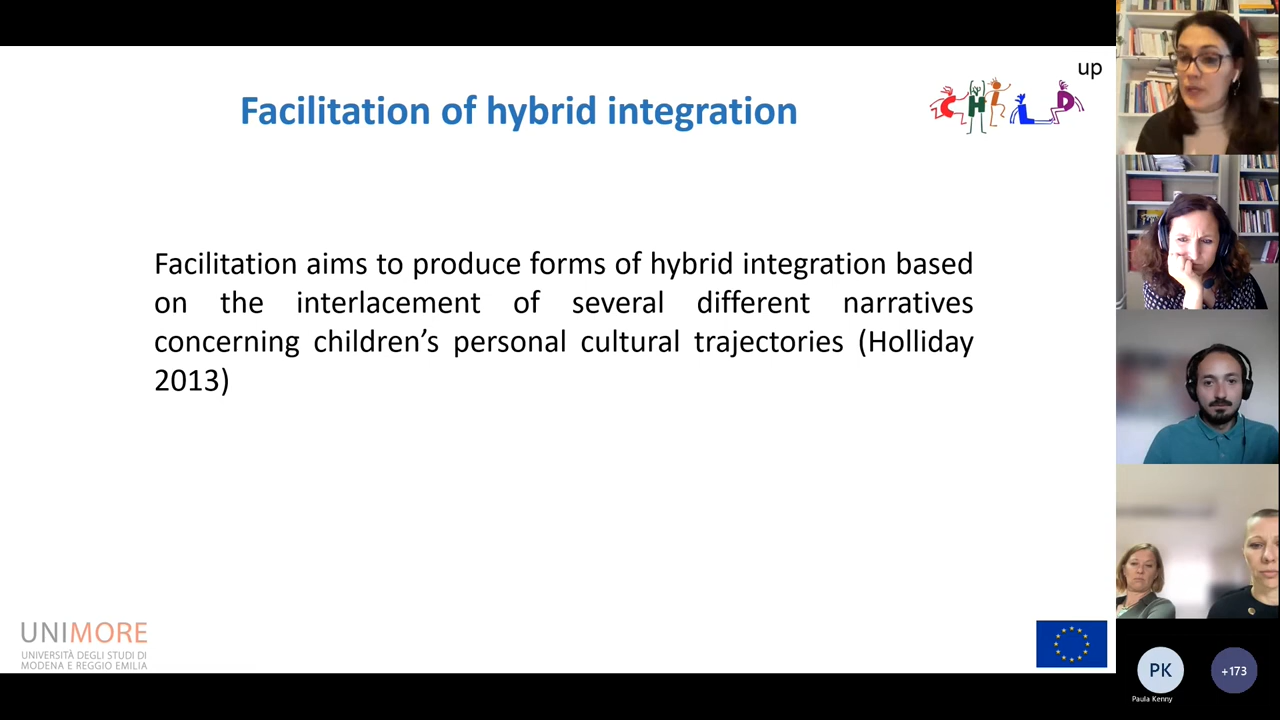 up
CHILD
Facilitation of hybrid integration
Facilitation aims to produce forms of hybrid integration based
on the interlacement of several different narratives
concerning children’s personal cultural trajectories (Holliday
2013)
UNIMORE
UNIVERSITÀ DEGLI STUDI DI
MODENA E REGGIO EMILIA
PK
+173
Paula Kenny